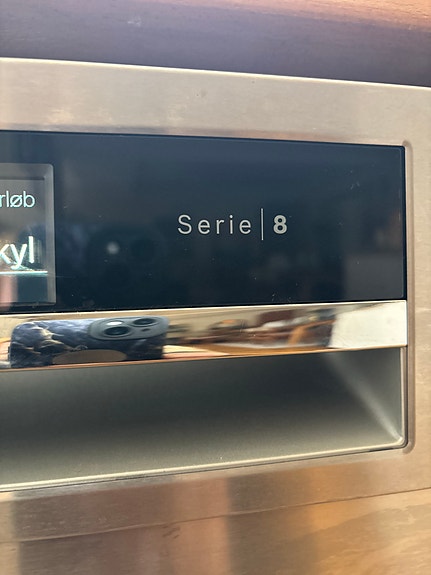 rløb
kyl
Serie | 8